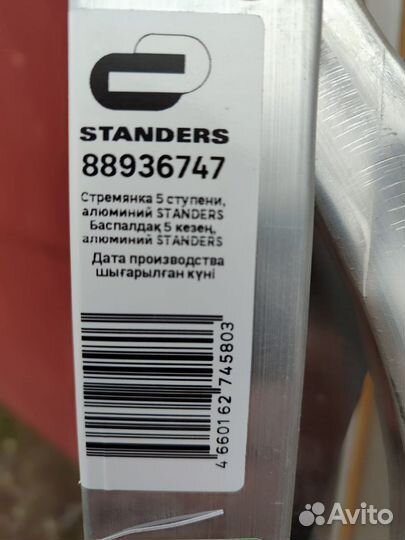 STANDERS
88936747
Стремянка 5 ступени,
алюминий STANDERS
Баспалдақ 5 кезең,
алюминий STANDERS
Дата производства
шығарылған күні
4 660162 745803
Avito